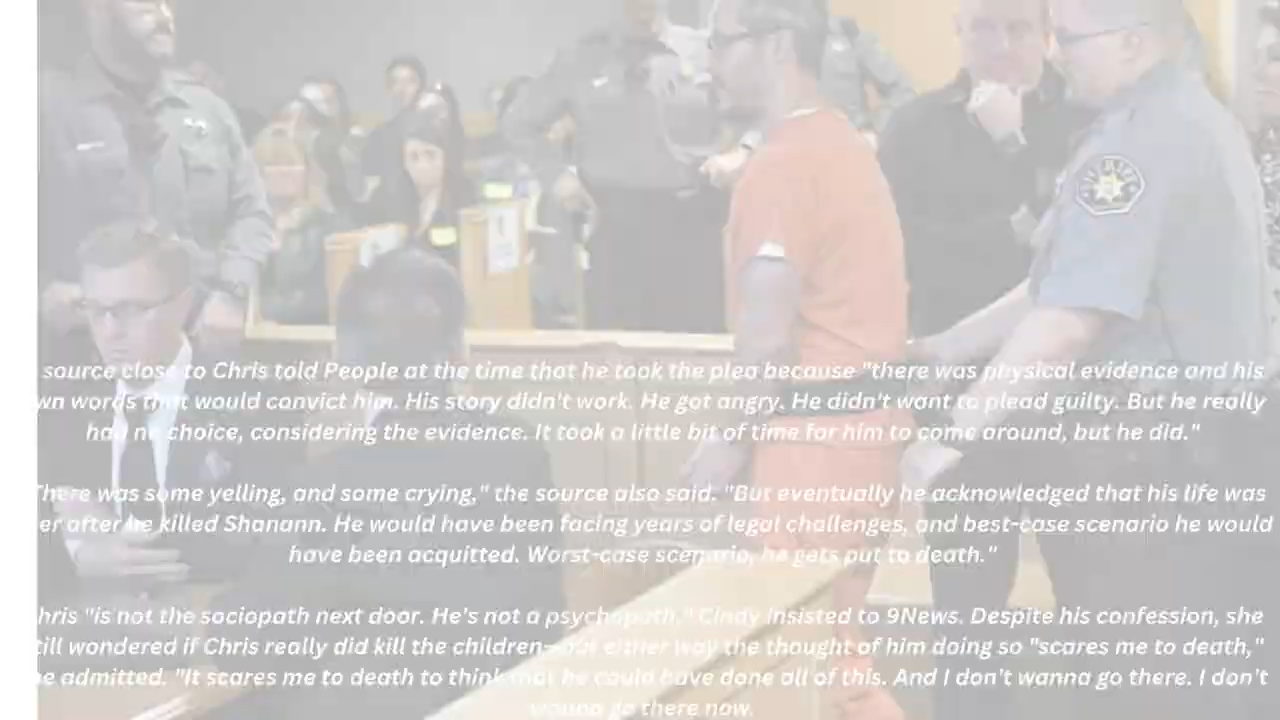 source close to Chris told People at the time that he took the plea because "there was physical evidence and his
wn words that would convict him. His story didn't work. He got angry. He didn't want to plead guilty. But he really
had no choice, considering the evidence. It took a little bit of time for him to come around, but he did."
There was some yelling, and some crying," the source also said. "But eventually he acknowledged that his life was
er after he killed Shanann. He would have been facing years of legal challenges, and best-case scenario he would
have been acquitted. Worst-case scenario, he gets put to death."
hris "is not the sociopath next door. He's not a psychopath," Cindy insisted to 9News. Despite his confession, she
till wondered if Chris really did kill the children—but either way the thought of him doing so "scares me to death,"
he admitted. "It scares me to death to think that he could have done all of this. And I don't wanna go there. I don't
wanna go there now.